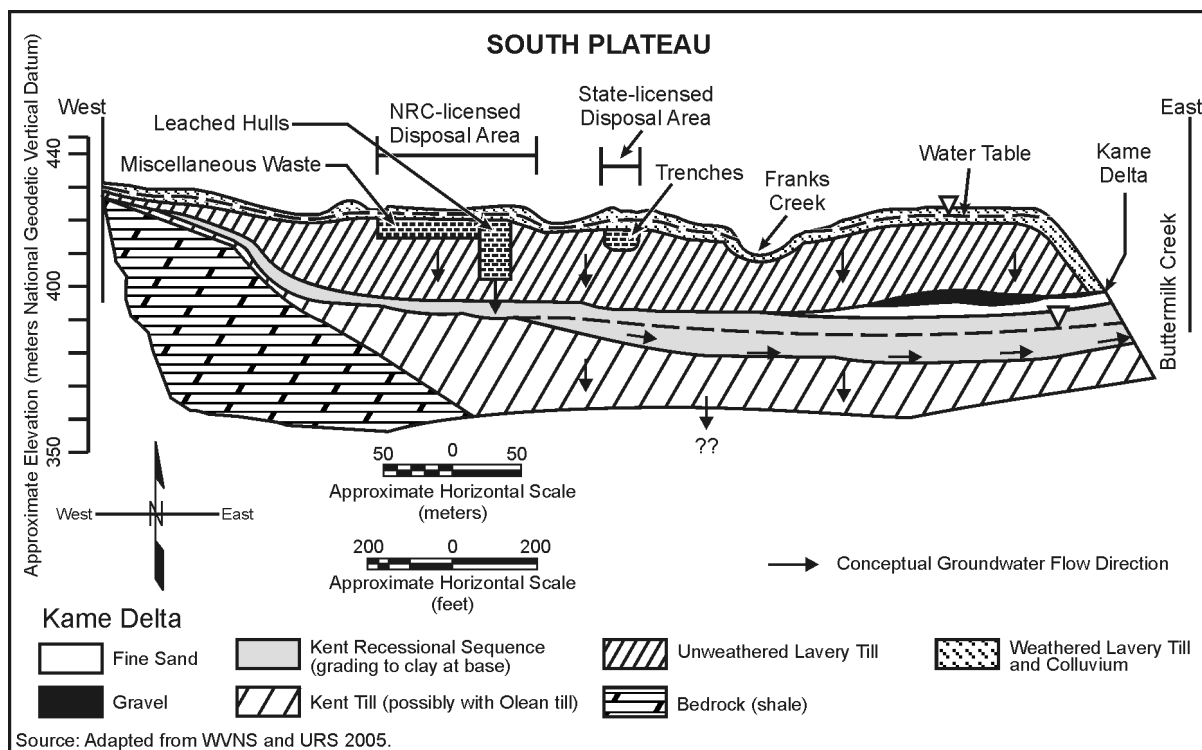 SOUTH PLATEAU
Approximate Elevation (meters National Geodetic Vertical Datum)
West
East
440
400
350
Leached Hulls
Miscellaneous Waste
NRC-licensed
Disposal Area
State-licensed
Disposal Area
Trenches
Franks
Creek
Water Table
Kame
Delta
Buttermilk Creek
??
50 0 50
Approximate Horizontal Scale
(meters)
200 0 200
Approximate Horizontal Scale
(feet)
West
N
East
Conceptual Groundwater Flow Direction
Kame Delta
Fine Sand
Gravel
Kent Recessional Sequence
(grading to clay at base)
Kent Till (possibly with Olean till)
Unweathered Lavery Till
Bedrock (shale)
Weathered Lavery Till
and Colluvium
Source: Adapted from WVNS and URS 2005.